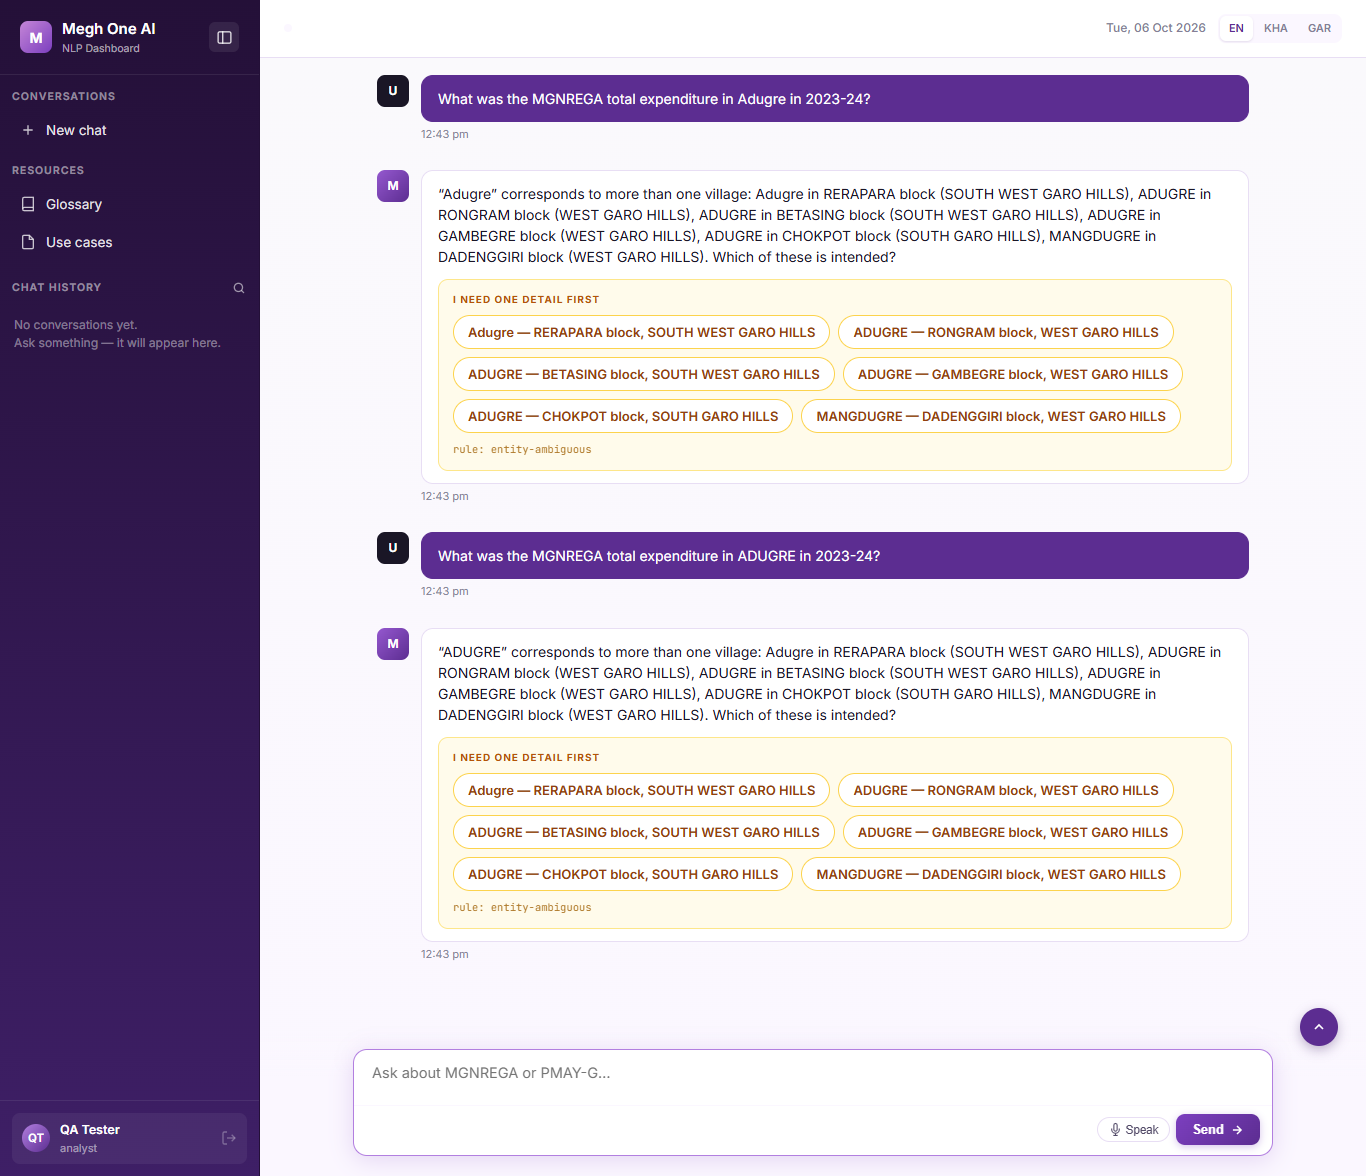 M
Megh One AI
NLP Dashboard
CONVERSATIONS
+ New chat
RESOURCES
Glossary
Use cases
CHAT HISTORY
No conversations yet.
Ask something — it will appear here.
QT
QA Tester
analyst
Tue, 06 Oct 2026
EN KHA GAR
U
What was the MGNREGA total expenditure in Adugre in 2023-24?
12:43 pm
M
“Adugre” corresponds to more than one village: Adugre in RERAPARA block (SOUTH WEST GARO HILLS), ADUGRE in
RONGRAM block (WEST GARO HILLS), ADUGRE in BETASING block (SOUTH WEST GARO HILLS), ADUGRE in
GAMBEGRE block (WEST GARO HILLS), ADUGRE in CHOKPOT block (SOUTH GARO HILLS), MANGDUGRE in
DADENGGIRI block (WEST GARO HILLS). Which of these is intended?
I NEED ONE DETAIL FIRST
Adugre — RERAPARA block, SOUTH WEST GARO HILLS
ADUGRE — RONGRAM block, WEST GARO HILLS
ADUGRE — BETASING block, SOUTH WEST GARO HILLS
ADUGRE — GAMBEGRE block, WEST GARO HILLS
ADUGRE — CHOKPOT block, SOUTH GARO HILLS
MANGDUGRE — DADENGGIRI block, WEST GARO HILLS
rule: entity-ambiguous
12:43 pm
U
What was the MGNREGA total expenditure in ADUGRE in 2023-24?
12:43 pm
M
“ADUGRE” corresponds to more than one village: Adugre in RERAPARA block (SOUTH WEST GARO HILLS), ADUGRE in
RONGRAM block (WEST GARO HILLS), ADUGRE in BETASING block (SOUTH WEST GARO HILLS), ADUGRE in
GAMBEGRE block (WEST GARO HILLS), ADUGRE in CHOKPOT block (SOUTH GARO HILLS), MANGDUGRE in
DADENGGIRI block (WEST GARO HILLS). Which of these is intended?
I NEED ONE DETAIL FIRST
Adugre — RERAPARA block, SOUTH WEST GARO HILLS
ADUGRE — RONGRAM block, WEST GARO HILLS
ADUGRE — BETASING block, SOUTH WEST GARO HILLS
ADUGRE — GAMBEGRE block, WEST GARO HILLS
ADUGRE — CHOKPOT block, SOUTH GARO HILLS
MANGDUGRE — DADENGGIRI block, WEST GARO HILLS
rule: entity-ambiguous
12:43 pm
Ask about MGNREGA or PMAY-G...
Speak
Send →